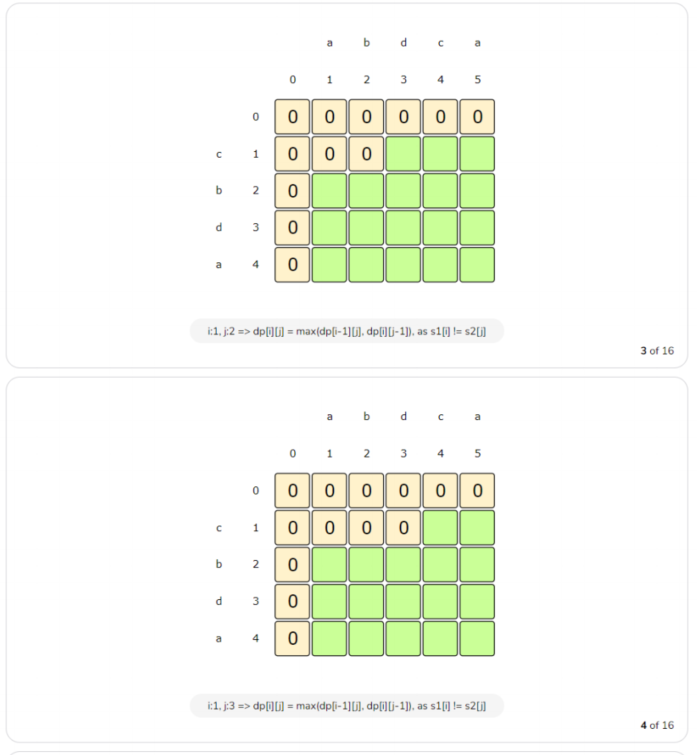 a b d c a
0 1 2 3 4 5
0 0 0 0 0 0 0
c 1 0 0 0
b 2 0
d 3 0
a 4 0
i:1, j:2 => dp[i][j] = max(dp[i-1][j], dp[i][j-1]), as s1[i] != s2[j]
3 of 16
a b d c a
0 1 2 3 4 5
0 0 0 0 0 0 0
c 1 0 0 0 0
b 2 0
d 3 0
a 4 0
i:1, j:3 => dp[i][j] = max(dp[i-1][j], dp[i][j-1]), as s1[i] != s2[j]
4 of 16